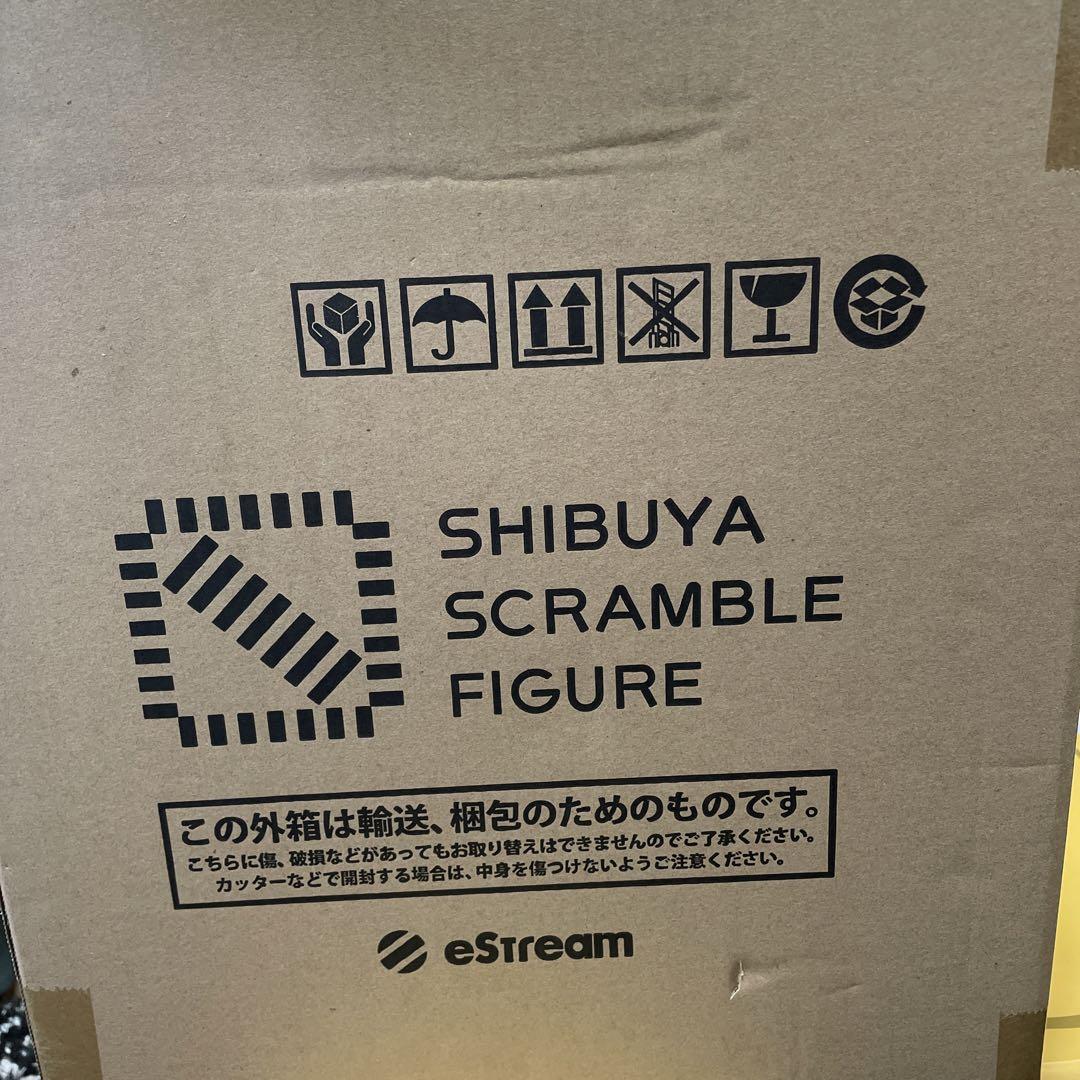 SHIBUYA
SCRAMBLE
FIGURE
この外箱は輸送、梱包のためのものです。
こちらに傷、破損などがあってもお取り替えはできませんのでご了承ください。
カッターなどで開封する場合は、中身を傷つけないようご注意ください。
eStream